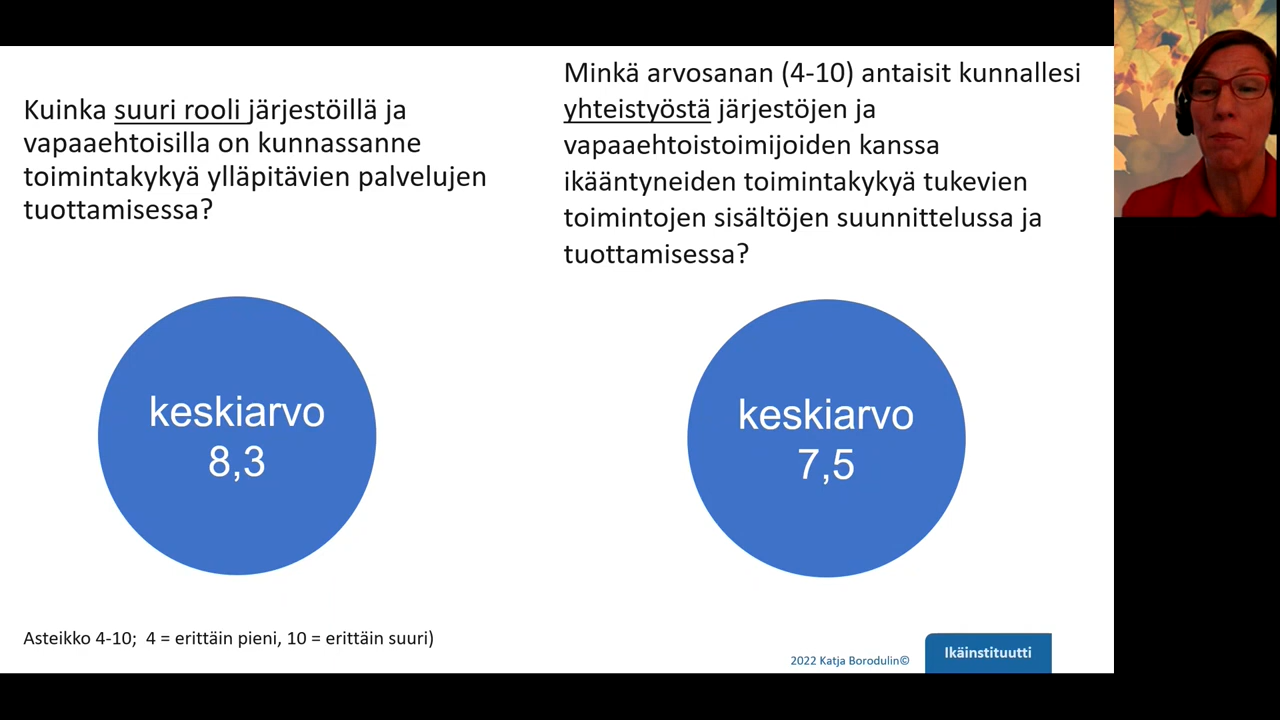 Kuinka suuri rooli järjestöillä ja
vapaaehtoisilla on kunnassanne
toimintakykyä ylläpitävien palvelujen
tuottamisessa?
keskiarvo
8,3
Asteikko 4-10;  4 = erittäin pieni, 10 = erittäin suuri)
Minkä arvosanan (4-10) antaisit kunnallesi
yhteistyöstä järjestöjen ja
vapaaehtoistoimijoiden kanssa
ikääntyneiden toimintakykyä tukevien
toimintojen sisältöjen suunnittelussa ja
tuottamisessa?
keskiarvo
7,5
2022 Katja Borodulin©
Ikäinstituutti